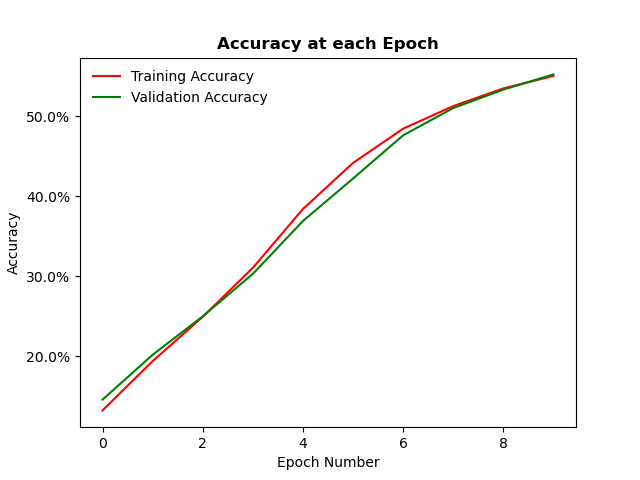 Accuracy at each Epoch
Training Accuracy
Validation Accuracy
50.0%
40.0%
30.0%
20.0%
Accuracy
0 2 4 6 8
Epoch Number